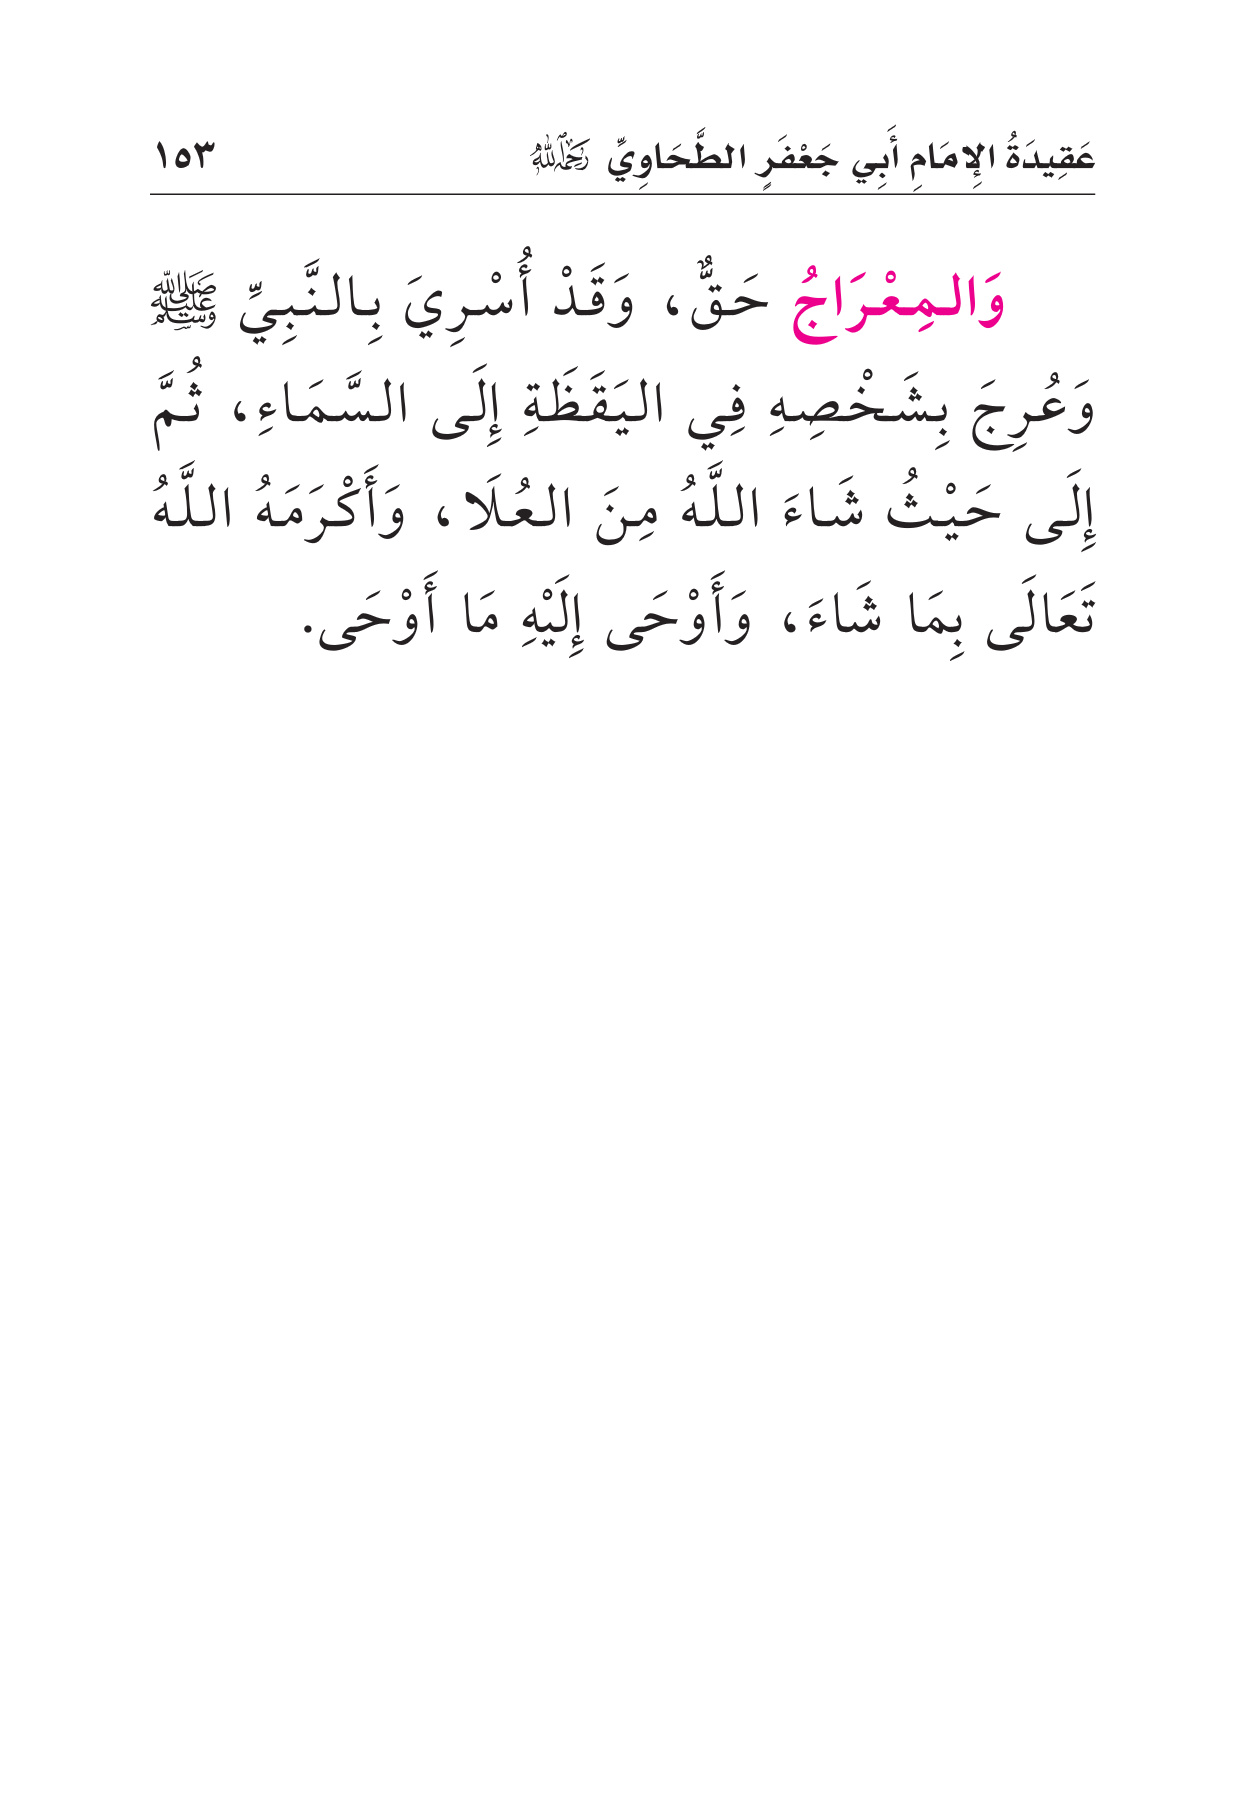 عَقِيدَةُ الإِمَامِ أَبِي جَعْفَرٍ الطَّحَاوِيِّ رَحِمَهُ اللَّهُ ١٥٣
وَالمِعْرَاجُ حَقٌّ، وَقَدْ أُسْرِيَ بِالنَّبِيِّ ﷺ
وَعُرِجَ بِشَخْصِهِ فِي اليَقَظَةِ إِلَى السَّمَاءِ، ثُمَّ
إِلَى حَيْثُ شَاءَ اللَّهُ مِنَ العُلَا، وَأَكْرَمَهُ اللَّهُ
تَعَالَى بِمَا شَاءَ، وَأَوْحَى إِلَيْهِ مَا أَوْحَى.